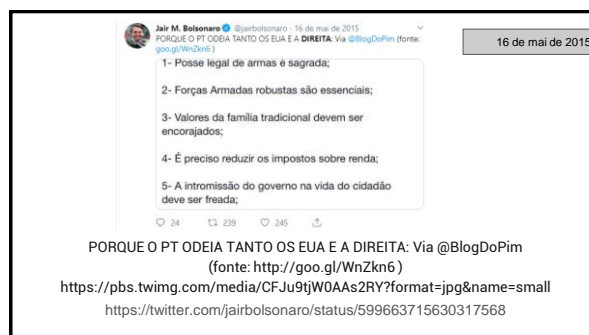 Jair M. Bolsonaro @jairbolsonaro · 16 de mai de 2015
PORQUE O PT ODEIA TANTO OS EUA E A DIREITA: Via @BlogDoPim (fonte:
goo.gl/WnZkn6 )
16 de mai de 2015
1- Posse legal de armas é sagrada;
2- Forças Armadas robustas são essenciais;
3- Valores da família tradicional devem ser
encorajados;
4- É preciso reduzir os impostos sobre renda;
5- A intromissão do governo na vida do cidadão
deve ser freada;
24 239 245
PORQUE O PT ODEIA TANTO OS EUA E A DIREITA: Via @BlogDoPim
(fonte: http://goo.gl/WnZkn6 )
https://pbs.twimg.com/media/CFJu9tjW0AAs2RY?format=jpg&name=small
https://twitter.com/jairbolsonaro/status/599663715630317568